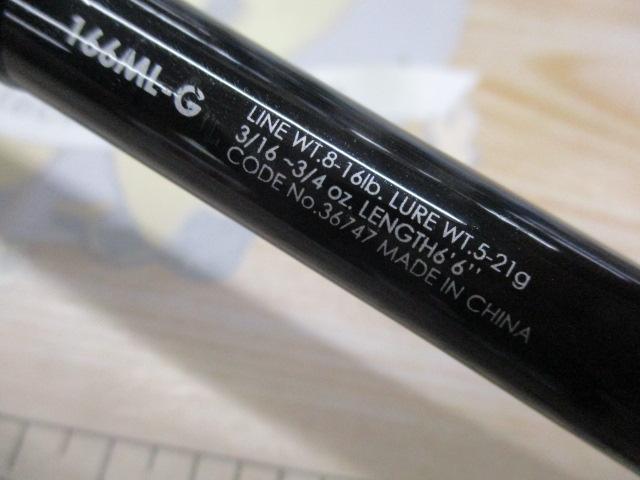 166ML-G
LINE WT.8-16lb. LURE WT.5-21g
3/16 ~3/4 oz. LENGTH6'6"
CODE No.36747 MADE IN CHINA